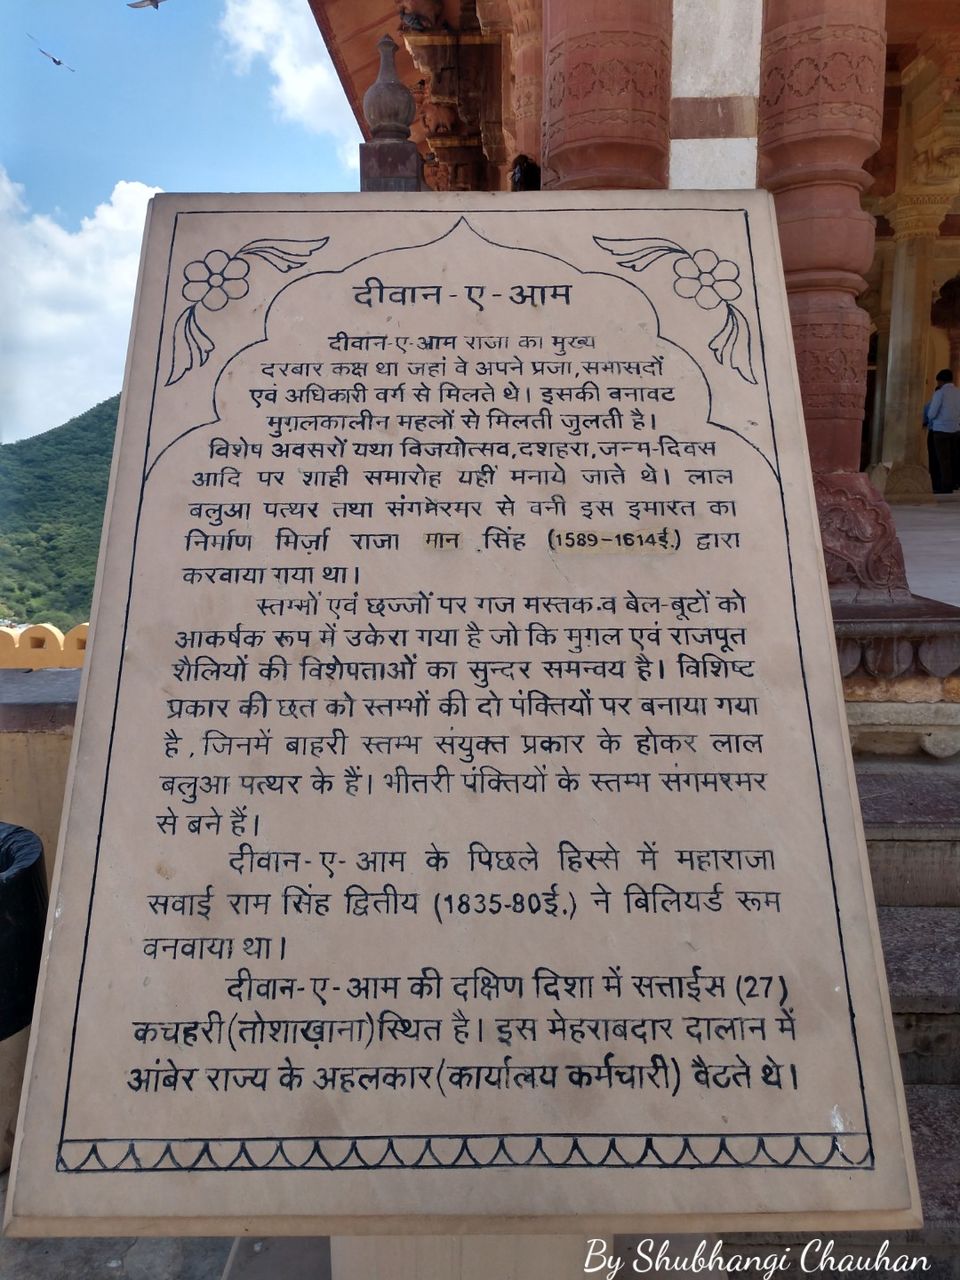 दीवान-ए-आम
दीवान-ए-आम राजा का मुख्य
दरबार कक्ष था जहां वे अपने प्रजा,समासदों
एवं अधिकारी वर्ग से मिलते थे। इसकी बनावट
मुग़लकालीन महलों से मिलती जुलती है।
विशेष अवसरों यथा विजयोत्सव,दशहरा,जन्म-दिवस
आदि पर शाही समारोह यहीं मनाये जाते थे। लाल
बलुआ पत्थर तथा संगमरमर से वनी इस इमारत का
निर्माण मिर्ज़ा राजा मान सिंह (1589-1614ई.) द्वारा
करवाया गया था।
स्तम्भों एवं छज्जों पर गज मस्तक व बेल-बूटों को
आकर्षक रूप में उकेरा गया है जो कि मुग़ल एवं राजपूत
शैलियों की विशेषताओं का सुन्दर समन्वय है। विशिष्ट
प्रकार की छत को स्तम्भों की दो पंक्तियों पर बनाया गया
है, जिनमें बाहरी स्तम्भ संयुक्त प्रकार के होकर लाल
बलुआ पत्थर के हैं। भीतरी पंक्तियों के स्तम्भ संगमरमर
से बने हैं।
दीवान-ए-आम के पिछले हिस्से में महाराजा
सवाई राम सिंह द्वितीय (1835-80ई.) ने बिलियर्ड रूम
वनवाया था।
दीवान-ए-आम की दक्षिण दिशा में सत्ताईस (27)
कचहरी(तोशाख़ाना)स्थित है। इस मेहराबदार दालान में
आंबेर राज्य के अहलकार(कार्यालय कर्मचारी) वैटते थे।
By Shubhangi Chauhan